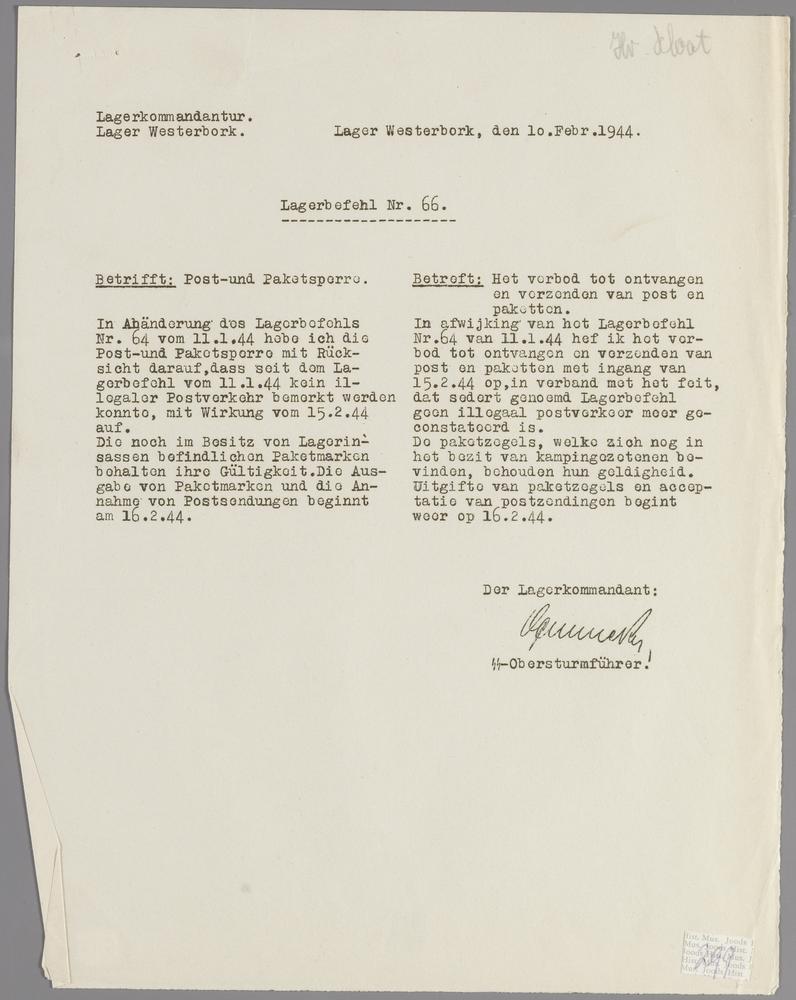 Hr Kloot
Lagerkommandantur.
Lager Westerbork.
Lager Westerbork, den 10.Febr.1944.
Lagerbefehl Nr. 66.
Betrifft: Post-und Paketsperre.
In Abänderung des Lagerbefehls
Nr. 64 vom 11.1.44 hebe ich die
Post-und Paketsperre mit Rück-
sicht darauf,dass seit dem La-
gerbefehl vom 11.1.44 kein il-
legaler Postverkehr bemerkt werden
konnte, mit Wirkung vom 15.2.44
auf.
Die noch im Besitz von Lagerin-
sassen befindlichen Paketmarken
behalten ihre Gültigkeit.Die Aus-
gabe von Paketmarken und die An-
nahme von Postsendungen beginnt
am 16.2.44.
Betreft: Het verbod tot ontvangen
en verzenden van post en
paketten.
In afwijking van het Lagerbefehl
Nr.64 van 11.1.44 hef ik het ver-
bod tot ontvangen en verzenden van
post en paketten met ingang van
15.2.44 op,in verband met het feit,
dat sedert genoemd Lagerbefehl
geen illegaal postverkeer meer ge-
constateerd is.
De paketzegels, welke zich nog in
het bezit van kampingezetenen be-
vinden, behouden hun geldigheid.
Uitgifte van paketzegels en accep-
tatie van postzendingen begint
weer op 16.2.44.
Der Lagerkommandant:
Gemmeker
SS-Obersturmführer.